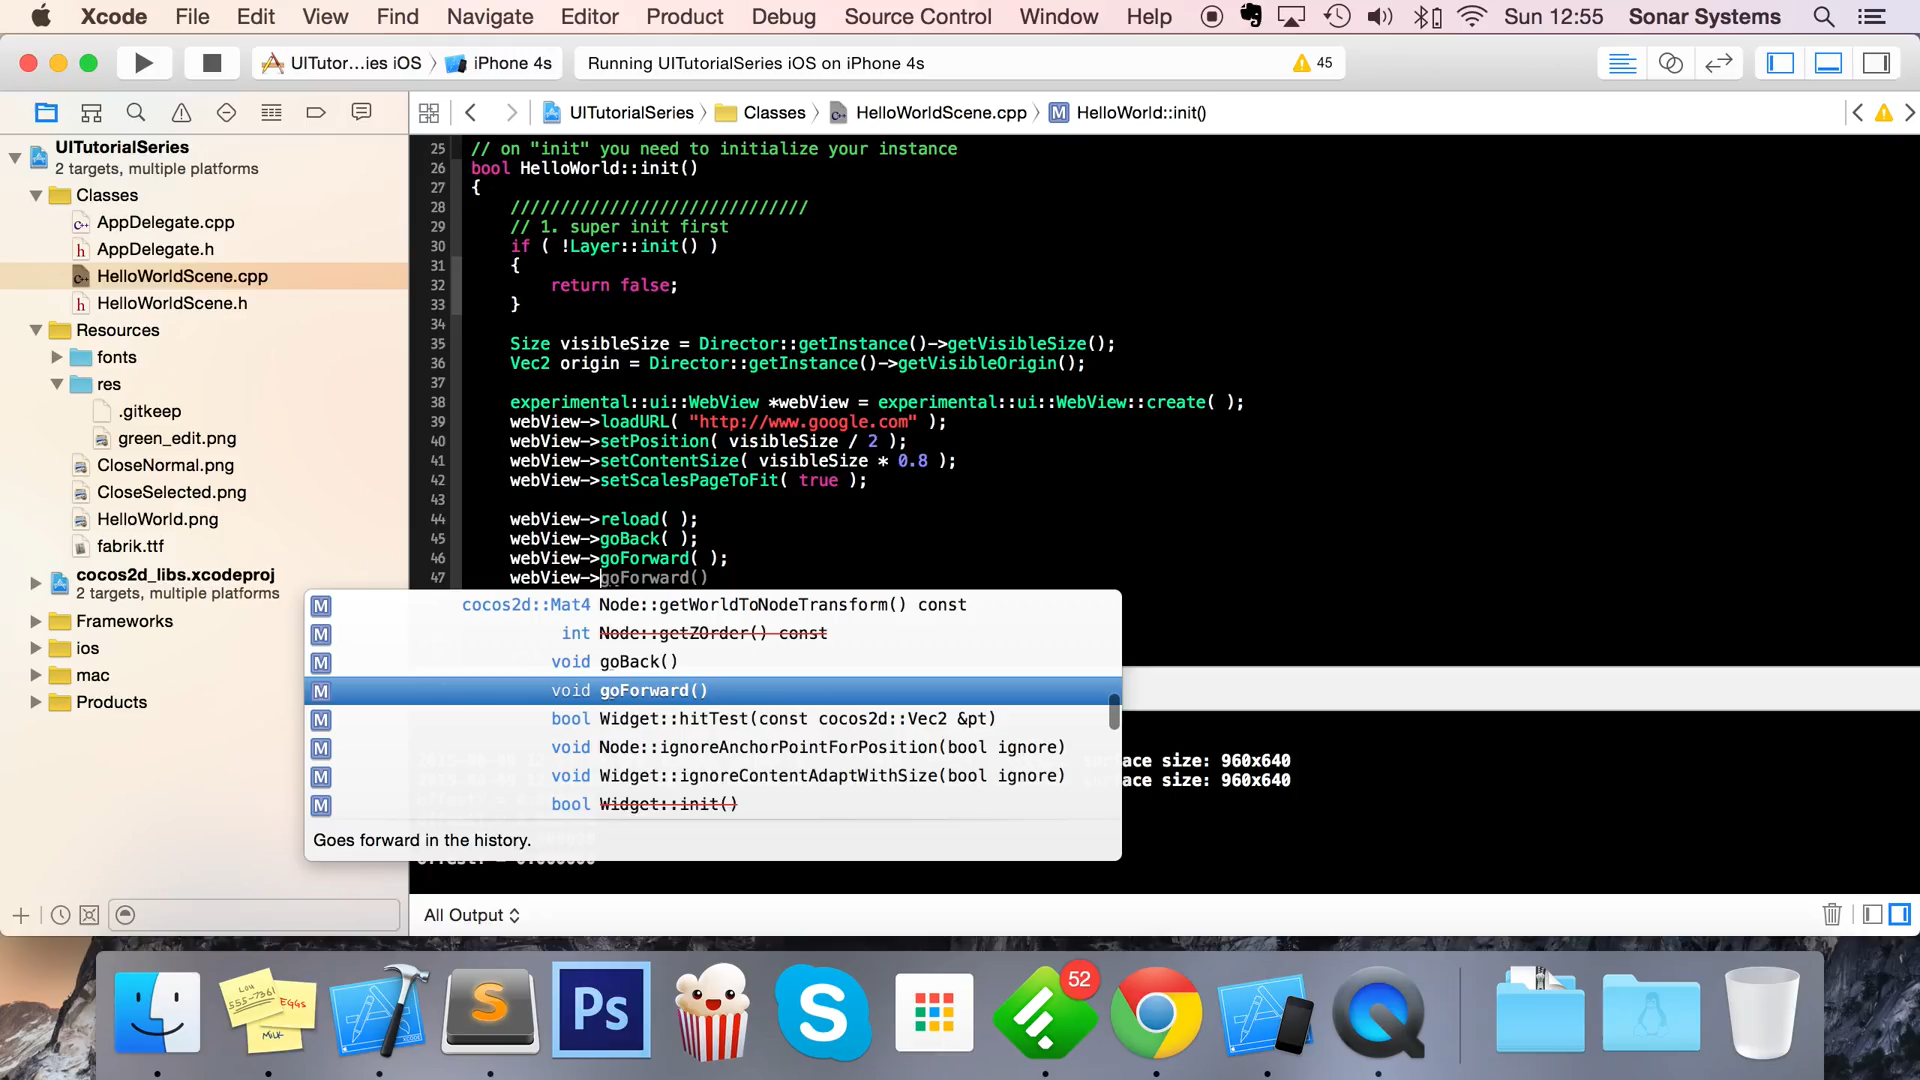 Xcode File Edit View Find Navigate Editor Product Debug Source Control Window Help Sun 12:55 Sonar Systems
UITutor...ies iOS iPhone 4s Running UITutorialSeries iOS on iPhone 4s 45
UITutorialSeries Classes HelloWorldScene.cpp M HelloWorld::init()
UITutorialSeries
2 targets, multiple platforms
Classes
AppDelegate.cpp
AppDelegate.h
HelloWorldScene.cpp
HelloWorldScene.h
Resources
fonts
res
.gitkeep
green_edit.png
CloseNormal.png
CloseSelected.png
HelloWorld.png
fabrik.ttf
cocos2d_libs.xcodeproj
2 targets, multiple platforms
Frameworks
ios
mac
Products
25 // on "init" you need to initialize your instance
26 bool HelloWorld::init()
27 {
28 //////////////////////////////
29 // 1. super init first
30 if ( !Layer::init() )
31 {
32 return false;
33 }
34
35 Size visibleSize = Director::getInstance()->getVisibleSize();
36 Vec2 origin = Director::getInstance()->getVisibleOrigin();
37
38 experimental::ui::WebView *webView = experimental::ui::WebView::create( );
39 webView->loadURL( "http://www.google.com" );
40 webView->setPosition( visibleSize / 2 );
41 webView->setContentSize( visibleSize * 0.8 );
42 webView->setScalesPageToFit( true );
43
44 webView->reload( );
45 webView->goBack( );
46 webView->goForward( );
47 webView->goForward()
M cocos2d::Mat4 Node::getWorldToNodeTransform() const
M int Node::getZOrder() const
M void goBack()
M void goForward()
M bool Widget::hitTest(const cocos2d::Vec2 &pt)
M void Node::ignoreAnchorPointForPosition(bool ignore)
M void Widget::ignoreContentAdaptWithSize(bool ignore)
M bool Widget::init()
Goes forward in the history.
size: 960x640
size: 960x640
All Output
Lou
555-7361
EGGS
MILK
S
Ps
S
52